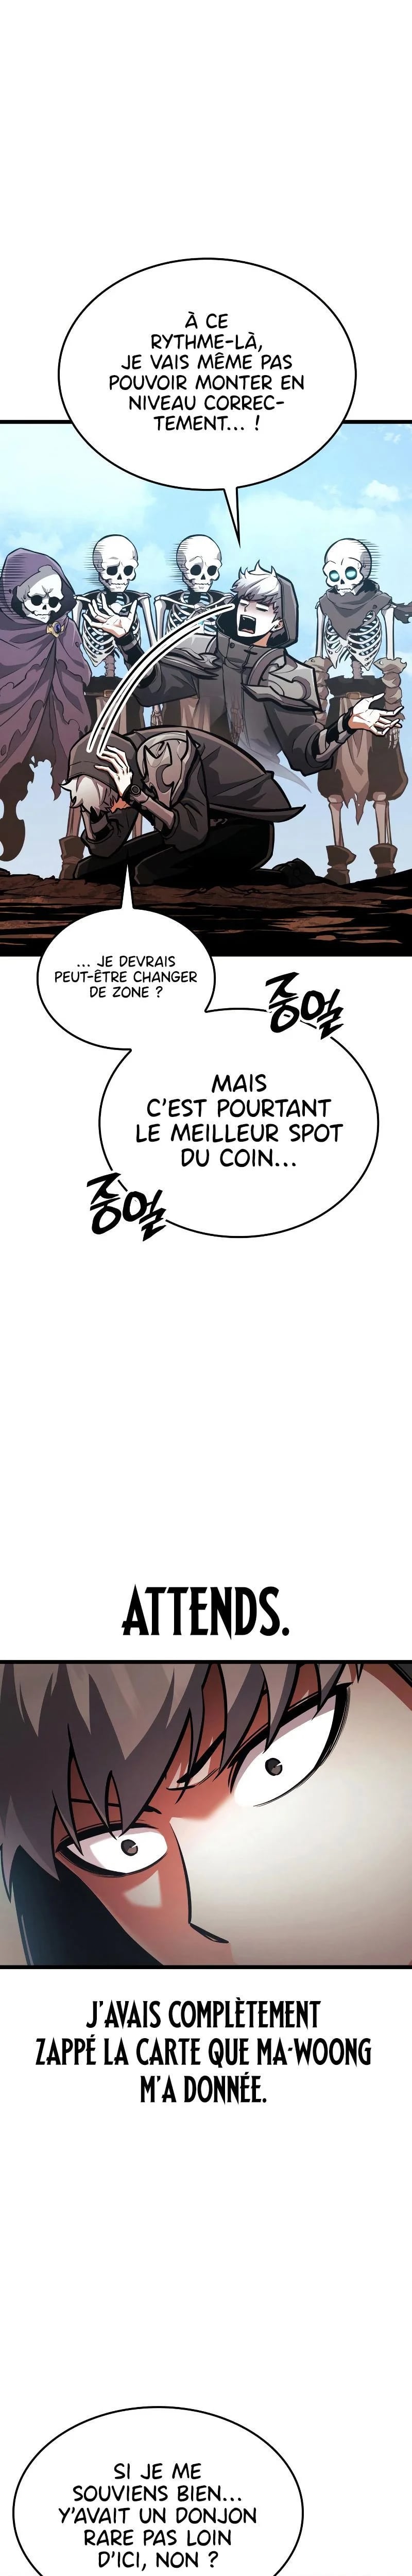 À CE
RYTHME-LÀ,
JE VAIS MÊME PAS
POUVOIR MONTER EN
NIVEAU CORREC-
TEMENT... !
... JE DEVRAIS
PEUT-ÊTRE CHANGER
DE ZONE ?
중얼
MAIS
C'EST POURTANT
LE MEILLEUR SPOT
DU COIN...
중얼
ATTENDS.
J'AVAIS COMPLÈTEMENT
ZAPPÉ LA CARTE QUE MA-WOONG
M'A DONNÉE.
SI JE ME
SOUVIENS BIEN...
Y'AVAIT UN DONJON
RARE PAS LOIN
D'ICI, NON ?